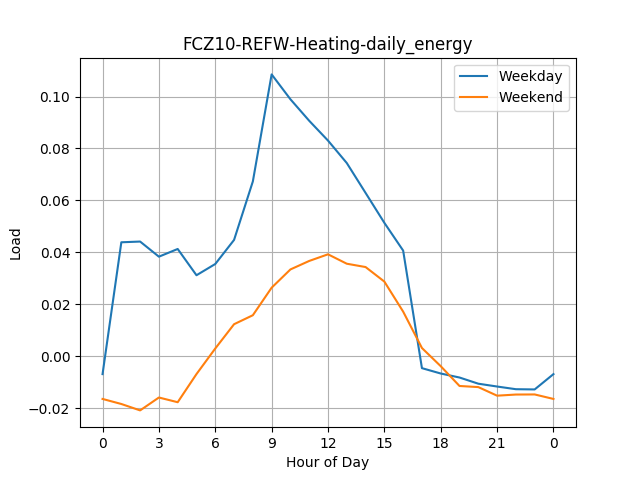 FCZ10-REFW-Heating-daily_energy
Weekday
Weekend
0.10
0.08
0.06
0.04
0.02
0.00
−0.02
Load
0 3 6 9 12 15 18 21 0
Hour of Day